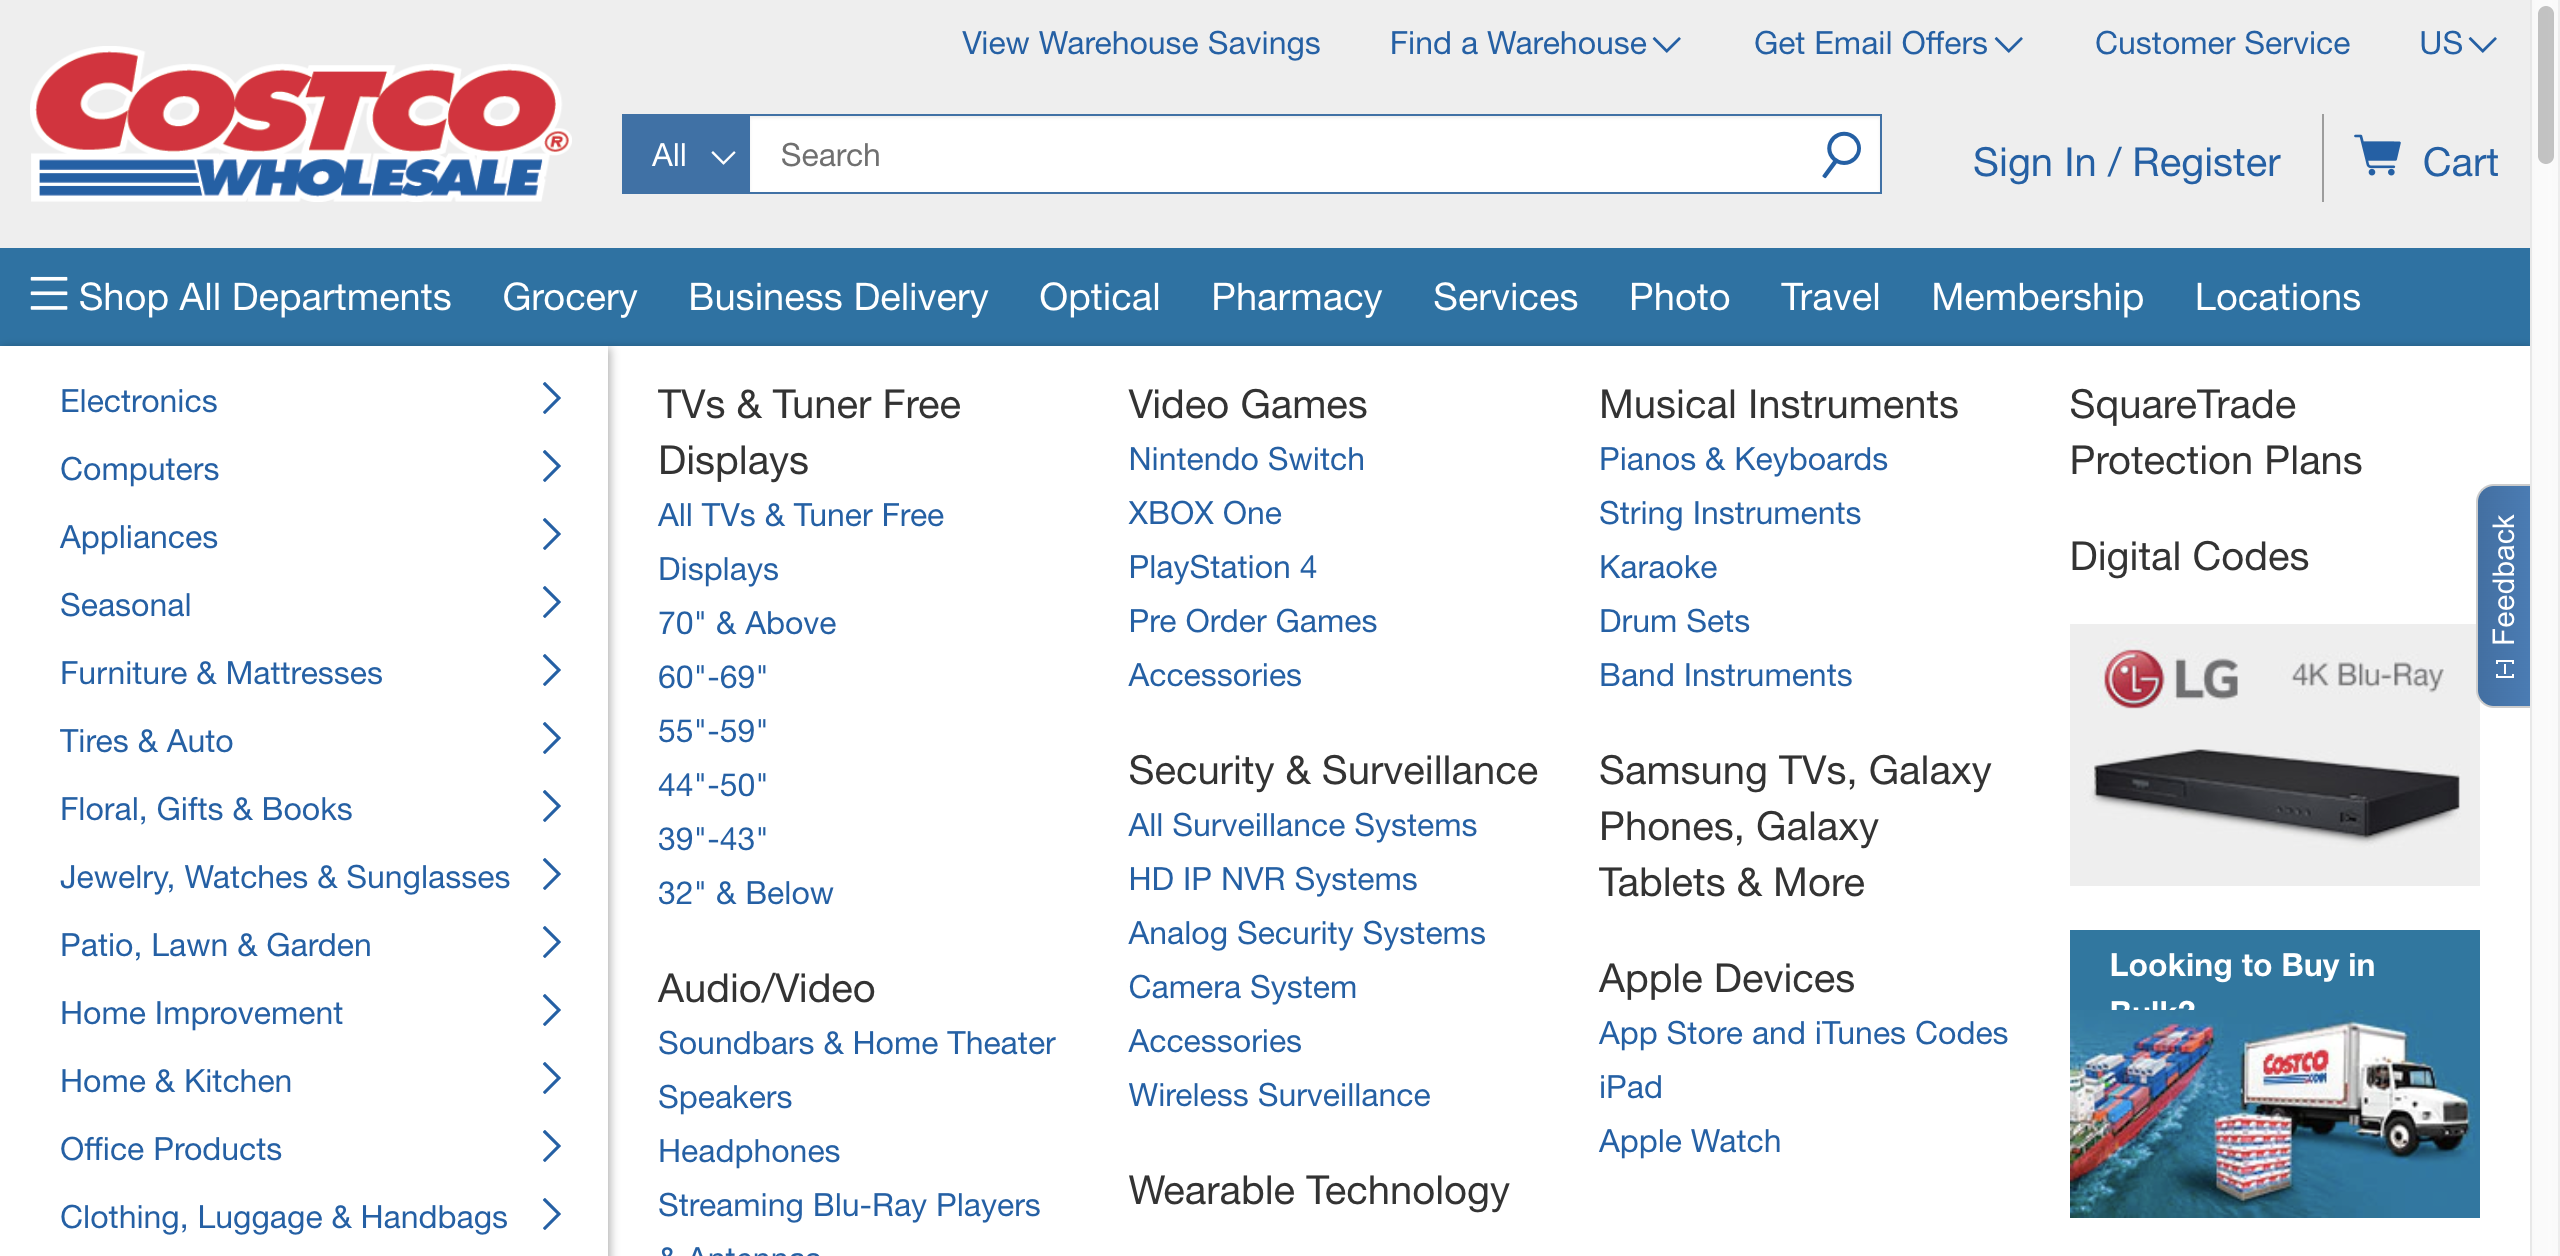 View Warehouse Savings
Find a Warehouse
Get Email Offers
Customer Service
US
COSTCO®
WHOLESALE
All
Search
Sign In / Register
Cart
Shop All Departments
Grocery
Business Delivery
Optical
Pharmacy
Services
Photo
Travel
Membership
Locations
Electronics
Computers
Appliances
Seasonal
Furniture & Mattresses
Tires & Auto
Floral, Gifts & Books
Jewelry, Watches & Sunglasses
Patio, Lawn & Garden
Home Improvement
Home & Kitchen
Office Products
Clothing, Luggage & Handbags
TVs & Tuner Free
Displays
All TVs & Tuner Free
Displays
70" & Above
60"-69"
55"-59"
44"-50"
39"-43"
32" & Below
Audio/Video
Soundbars & Home Theater
Speakers
Headphones
Streaming Blu-Ray Players
& Antennas
Video Games
Nintendo Switch
XBOX One
PlayStation 4
Pre Order Games
Accessories
Security & Surveillance
All Surveillance Systems
HD IP NVR Systems
Analog Security Systems
Camera System
Accessories
Wireless Surveillance
Wearable Technology
Musical Instruments
Pianos & Keyboards
String Instruments
Karaoke
Drum Sets
Band Instruments
Samsung TVs, Galaxy
Phones, Galaxy
Tablets & More
Apple Devices
App Store and iTunes Codes
iPad
Apple Watch
SquareTrade
Protection Plans
Digital Codes
LG
4K Blu-Ray
Looking to Buy in
Bulk?
COSTCO
.COM
[-] Feedback